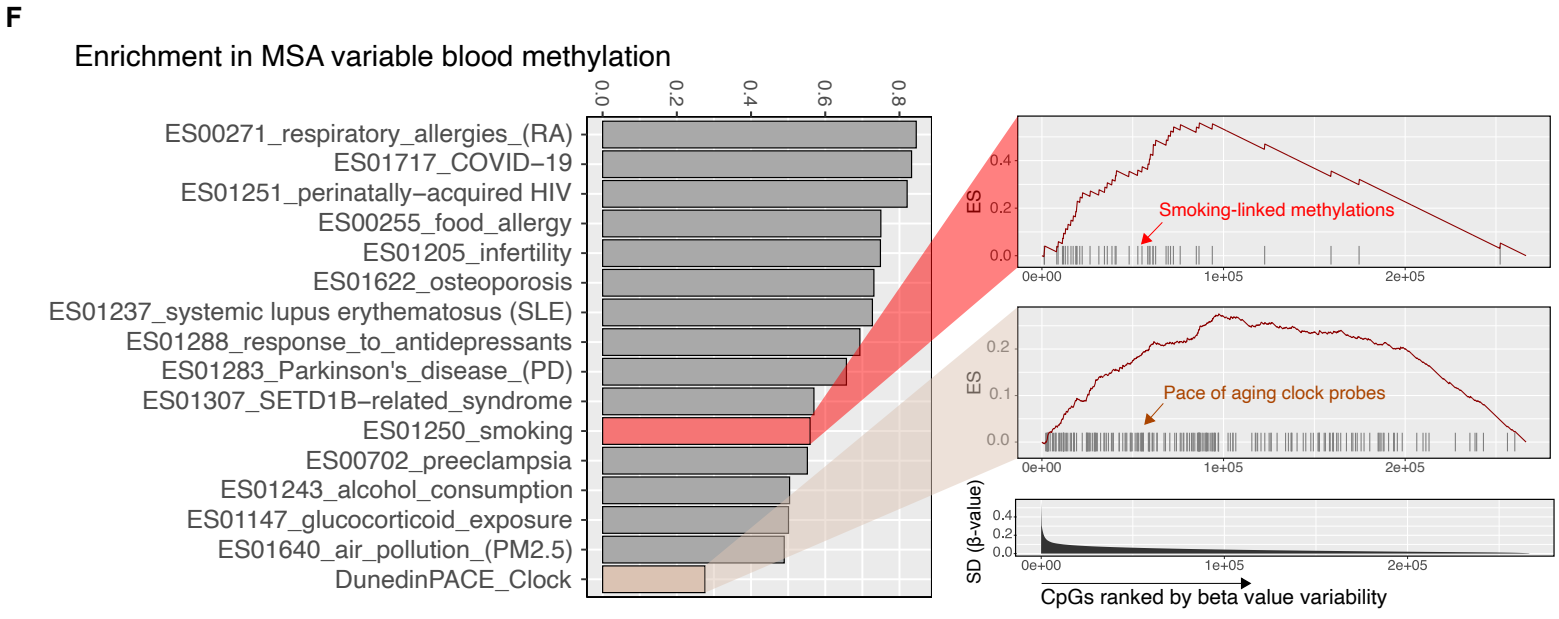 F
Enrichment in MSA variable blood methylation
0.0 0.2 0.4 0.6 0.8
ES00271_respiratory_allergies_(RA)
ES01717_COVID−19
ES01251_perinatally−acquired HIV
ES00255_food_allergy
ES01205_infertility
ES01622_osteoporosis
ES01237_systemic lupus erythematosus (SLE)
ES01288_response_to_antidepressants
ES01283_Parkinson's_disease_(PD)
ES01307_SETD1B−related_syndrome
ES01250_smoking
ES00702_preeclampsia
ES01243_alcohol_consumption
ES01147_glucocorticoid_exposure
ES01640_air_pollution_(PM2.5)
DunedinPACE_Clock
ES
0.4
0.2
0.0
Smoking-linked methylations
0e+00 1e+05 2e+05
ES
0.2
0.1
0.0
Pace of aging clock probes
0e+00 1e+05 2e+05
SD (β-value)
0.4
0.2
0.0
0e+00 1e+05 2e+05
CpGs ranked by beta value variability